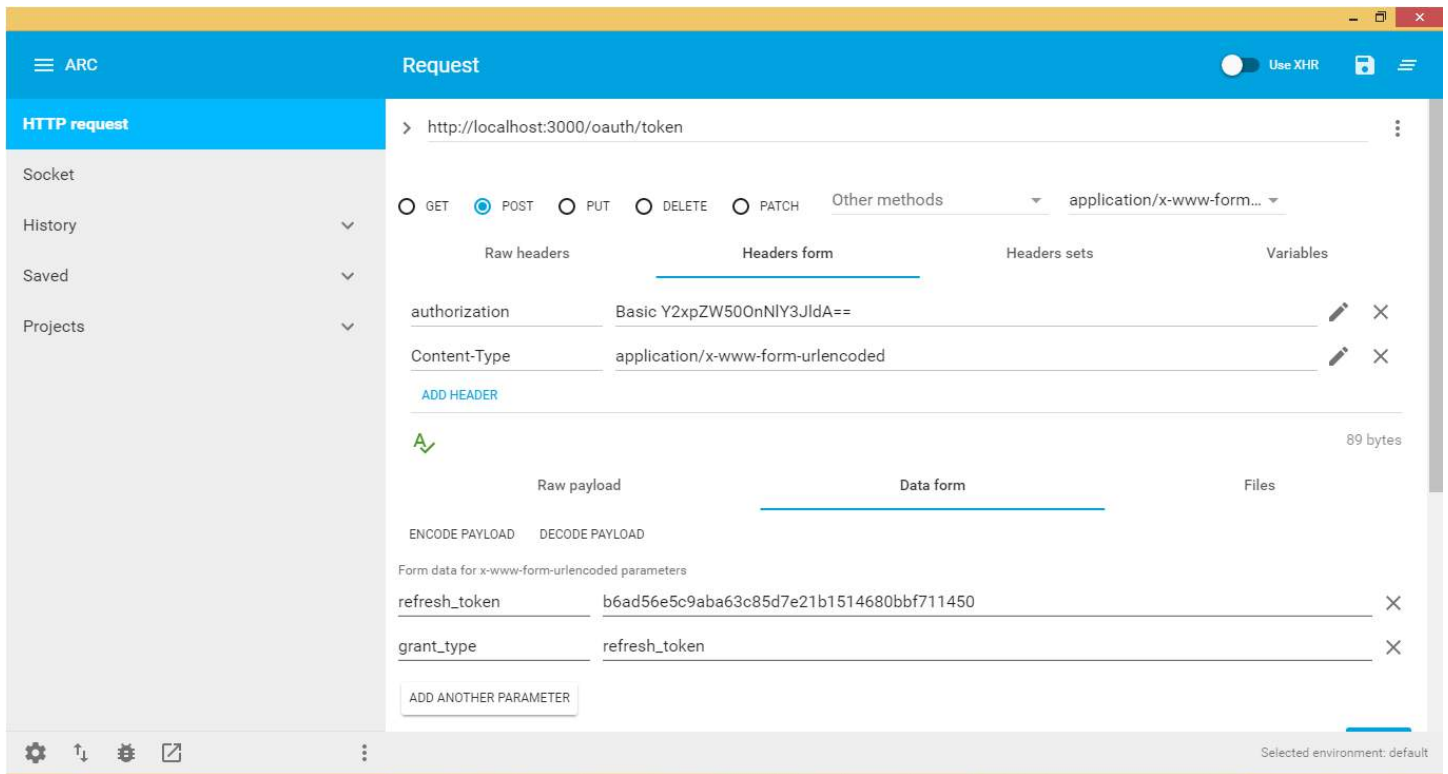 ARC
Request
Use XHR
HTTP request
http://localhost:3000/oauth/token
Socket
History
Saved
Projects
GET
POST
PUT
DELETE
PATCH
Other methods
application/x-www-form...
Raw headers
Headers form
Headers sets
Variables
authorization
Basic Y2xpZW50OnNlY3JldA==
Content-Type
application/x-www-form-urlencoded
ADD HEADER
89 bytes
Raw payload
Data form
Files
ENCODE PAYLOAD
DECODE PAYLOAD
Form data for x-www-form-urlencoded parameters
refresh_token
b6ad56e5c9aba63c85d7e21b1514680bbf711450
grant_type
refresh_token
ADD ANOTHER PARAMETER
Selected environment: default